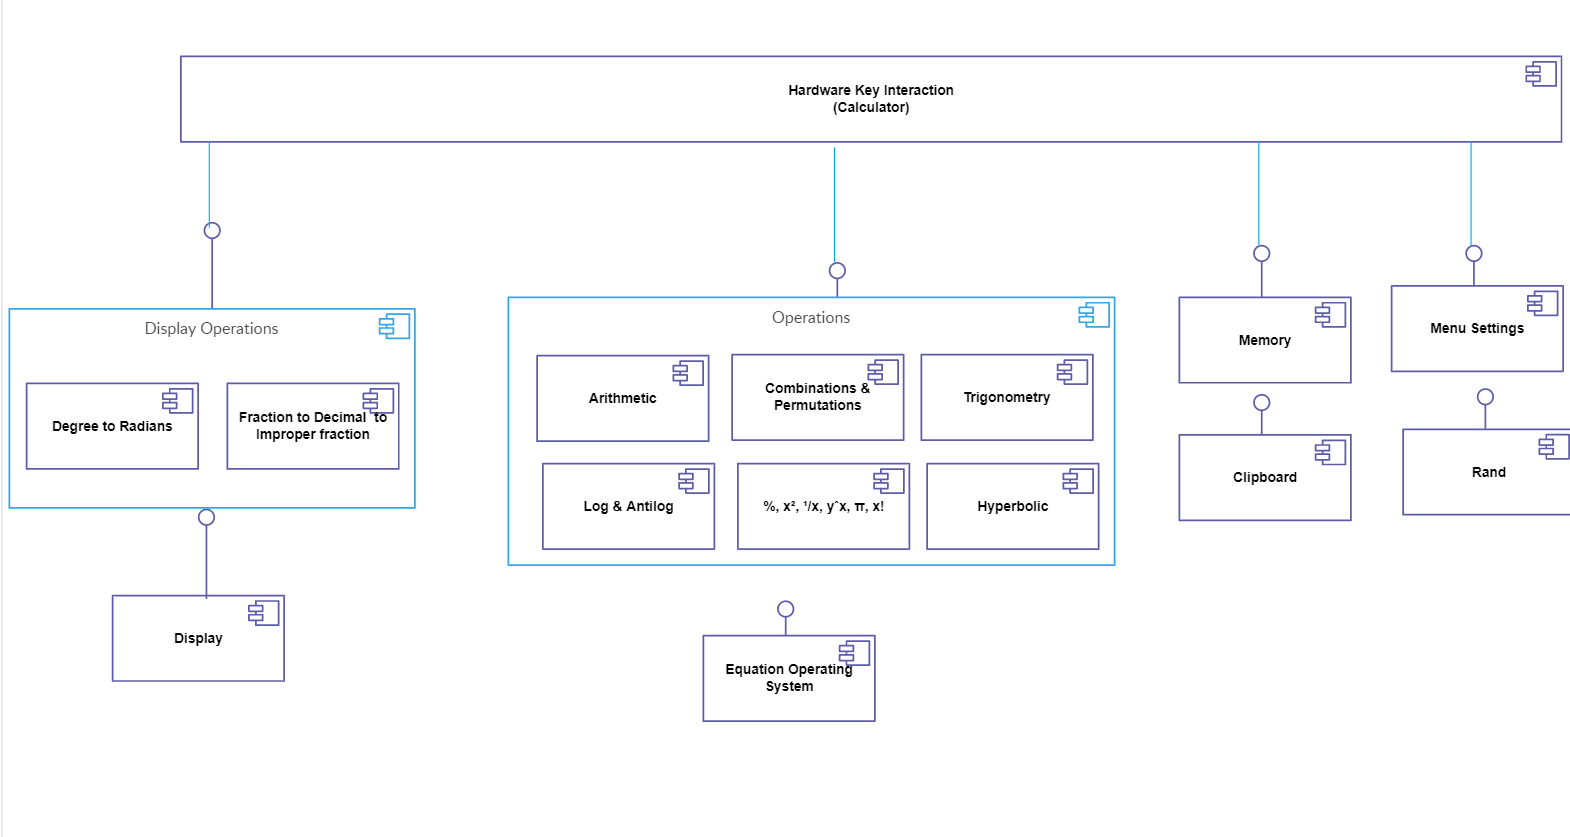 Hardware Key Interaction
(Calculator)
Display Operations
Degree to Radians
Fraction to Decimal to
Improper fraction
Display
Operations
Arithmetic
Combinations &
Permutations
Trigonometry
Log & Antilog
%, x², ¹/x, yˆx, π, x!
Hyperbolic
Equation Operating
System
Memory
Clipboard
Menu Settings
Rand